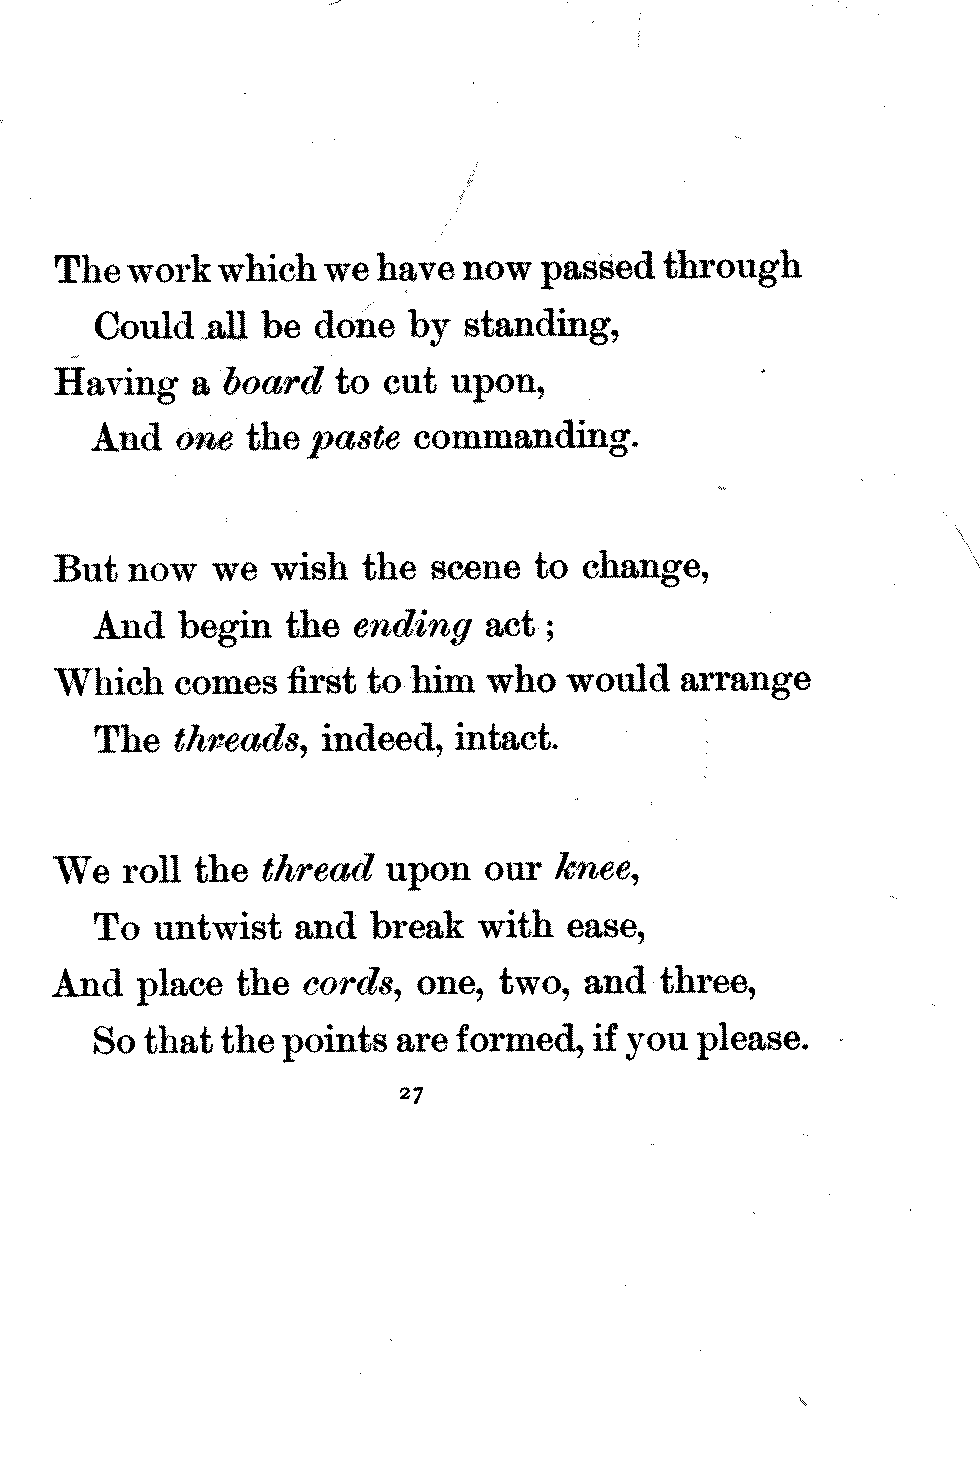 The work which we have now passed through
Could all be done by standing,
Having a board to cut upon,
And one the paste commanding.
But now we wish the scene to change,
And begin the ending act ;
Which comes first to him who would arrange
The threads, indeed, intact.
We roll the thread upon our knee,
To untwist and break with ease,
And place the cords, one, two, and three,
So that the points are formed, if you please.
27